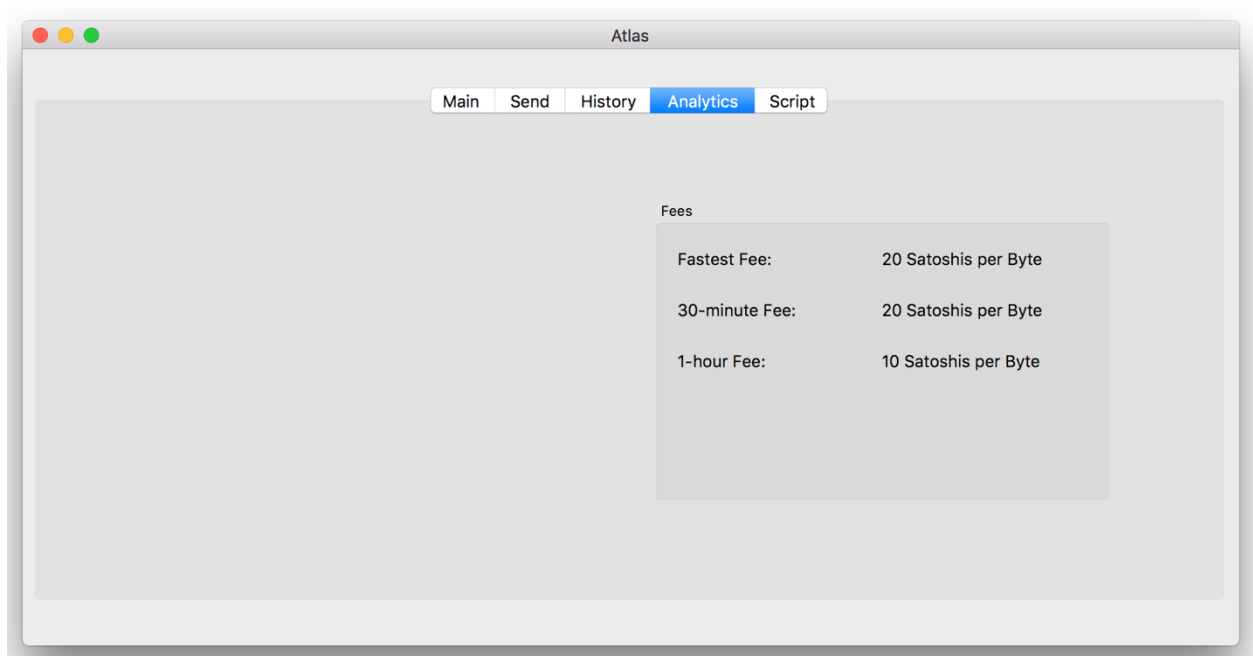 Atlas
Main Send History Analytics Script
Fees
Fastest Fee: 20 Satoshis per Byte
30-minute Fee: 20 Satoshis per Byte
1-hour Fee: 10 Satoshis per Byte